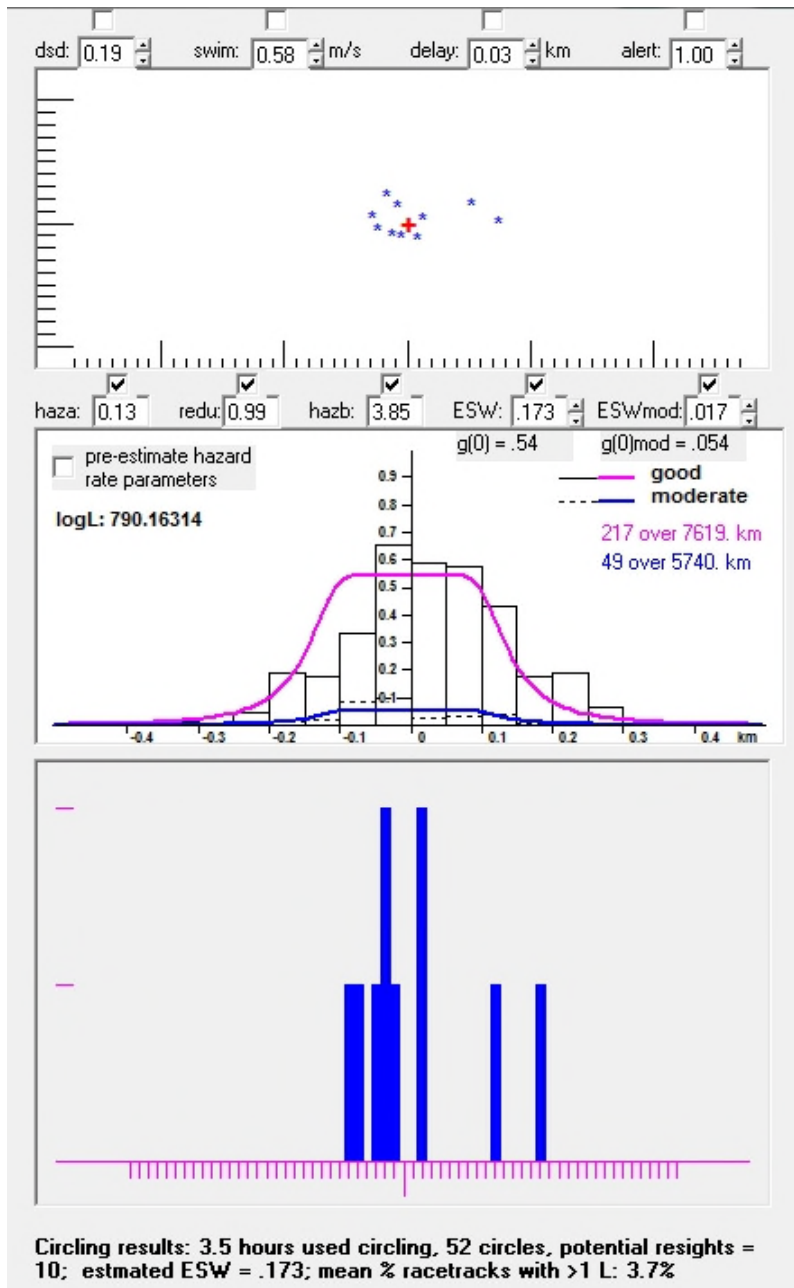 dsd: 0.19 swim: 0.58 m/s delay: 0.03 km alert: 1.00
haza: 0.13 redu: 0.99 hazb: 3.85 ESW: .173 ESWmod: .017
g(0) = .54 g(0)mod = .054
pre-estimate hazard
rate parameters
good
moderate
logL: 790.16314
217 over 7619. km
49 over 5740. km
0.9
0.8
0.7
0.6
0.5
0.4
0.3
0.2
0.1
-0.4 -0.3 -0.2 -0.1 0 0.1 0.2 0.3 0.4 km
Circling results: 3.5 hours used circling, 52 circles, potential resights =
10; estmated ESW = .173; mean % racetracks with >1 L: 3.7%